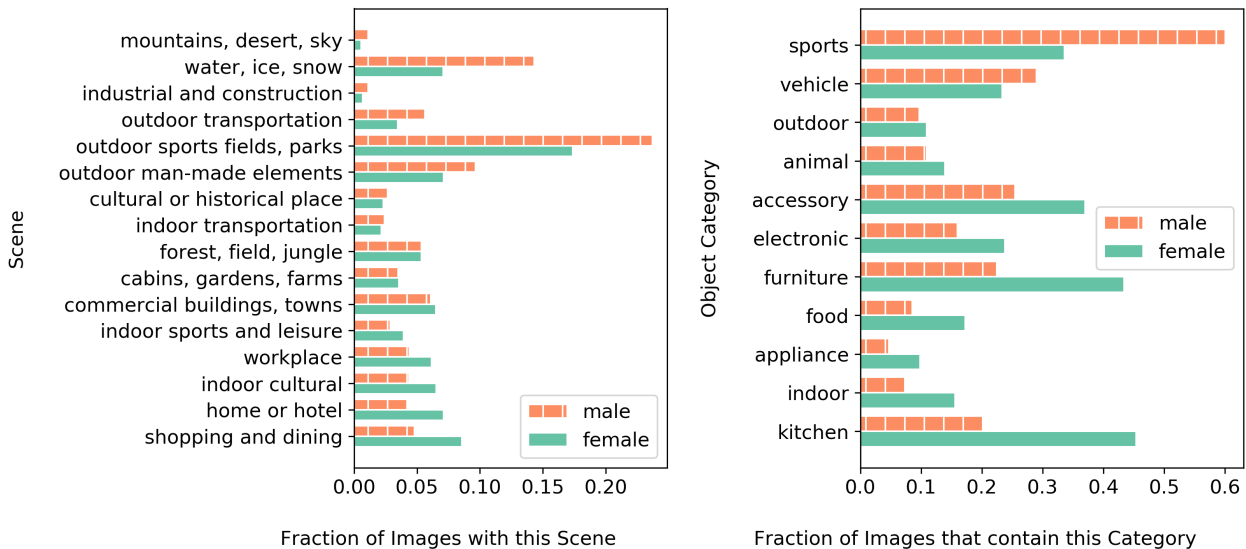 Scene
mountains, desert, sky
water, ice, snow
industrial and construction
outdoor transportation
outdoor sports fields, parks
outdoor man-made elements
cultural or historical place
indoor transportation
forest, field, jungle
cabins, gardens, farms
commercial buildings, towns
indoor sports and leisure
workplace
indoor cultural
home or hotel
shopping and dining
male
female
0.00 0.05 0.10 0.15 0.20
Fraction of Images with this Scene
Object Category
sports
vehicle
outdoor
animal
accessory
electronic
furniture
food
appliance
indoor
kitchen
male
female
0.0 0.1 0.2 0.3 0.4 0.5 0.6
Fraction of Images that contain this Category